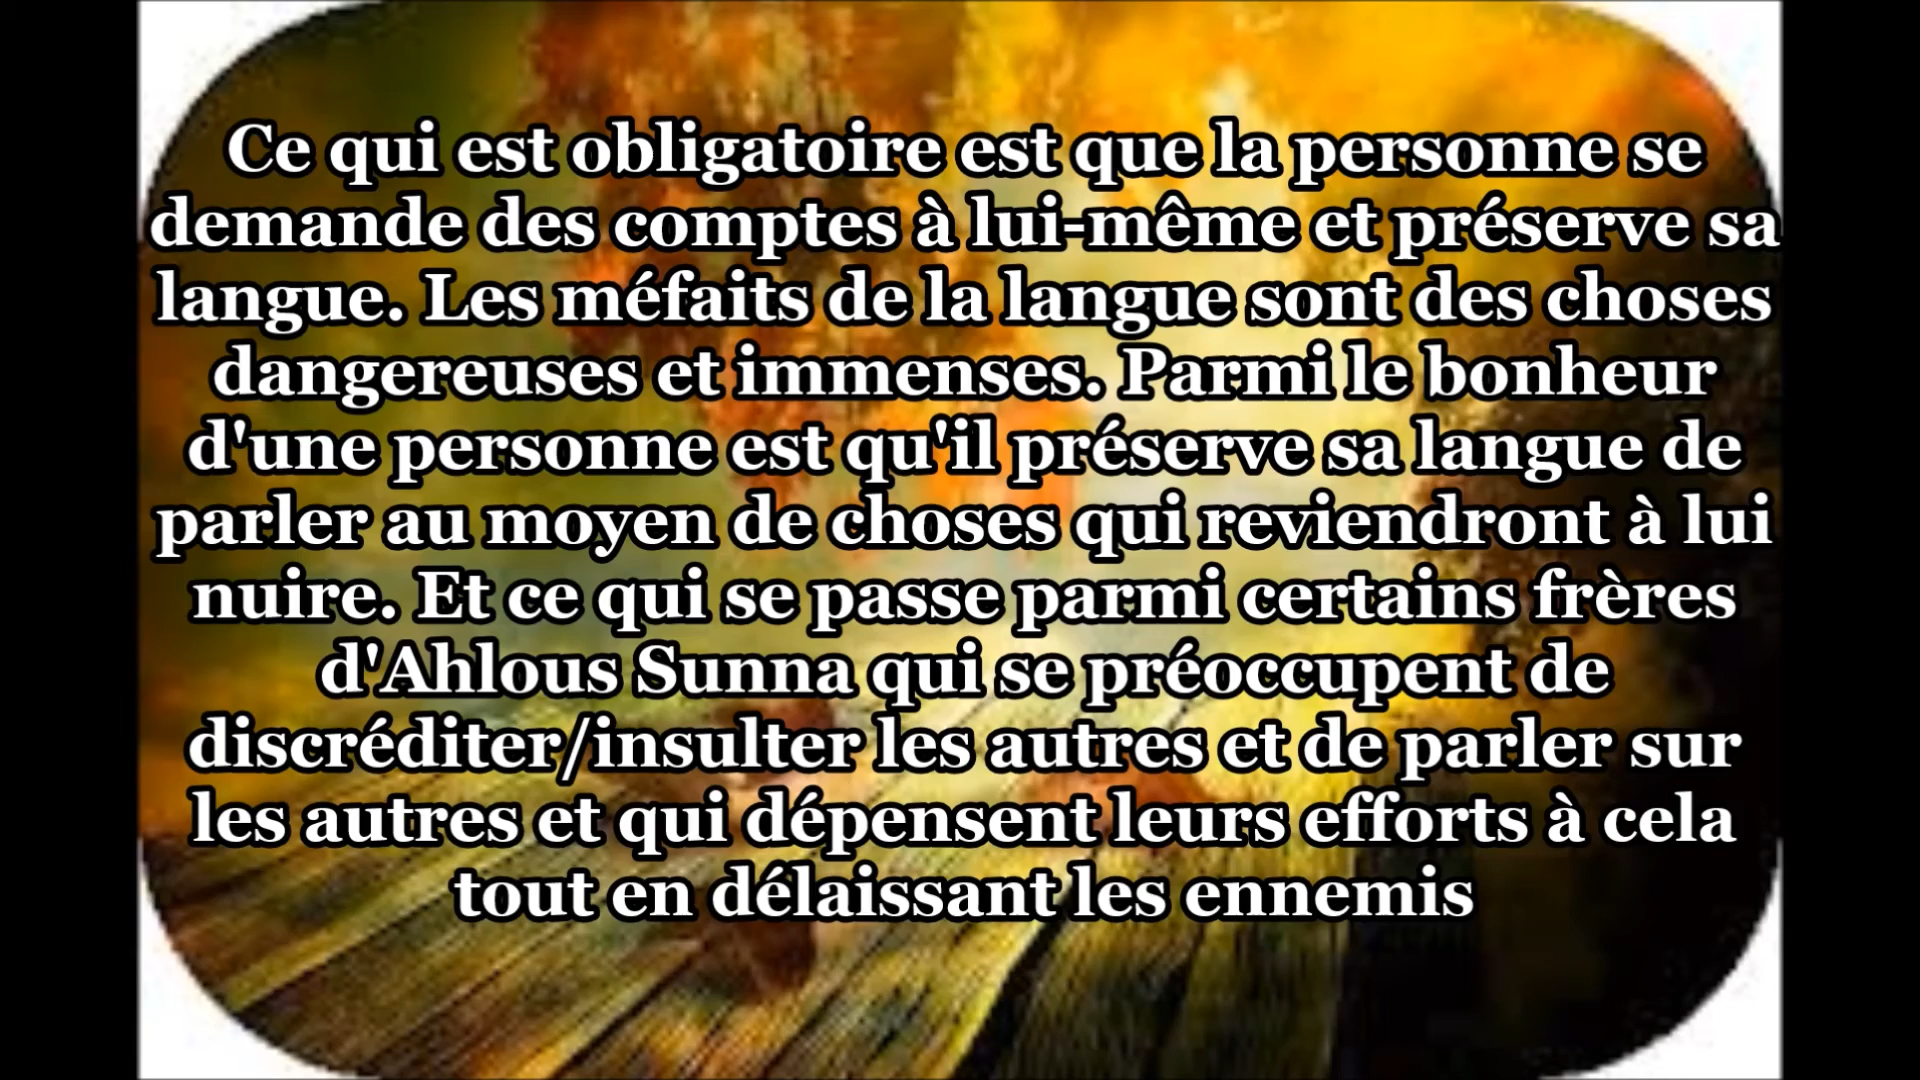 Ce qui est obligatoire est que la personne se
demande des comptes à lui-même et préserve sa
langue. Les méfaits de la langue sont des choses
dangereuses et immenses. Parmi le bonheur
d'une personne est qu'il préserve sa langue de
parler au moyen de choses qui reviendront à lui
nuire. Et ce qui se passe parmi certains frères
d'Ahlous Sunna qui se préoccupent de
discréditer/insulter les autres et de parler sur
les autres et qui dépensent leurs efforts à cela
tout en délaissant les ennemis